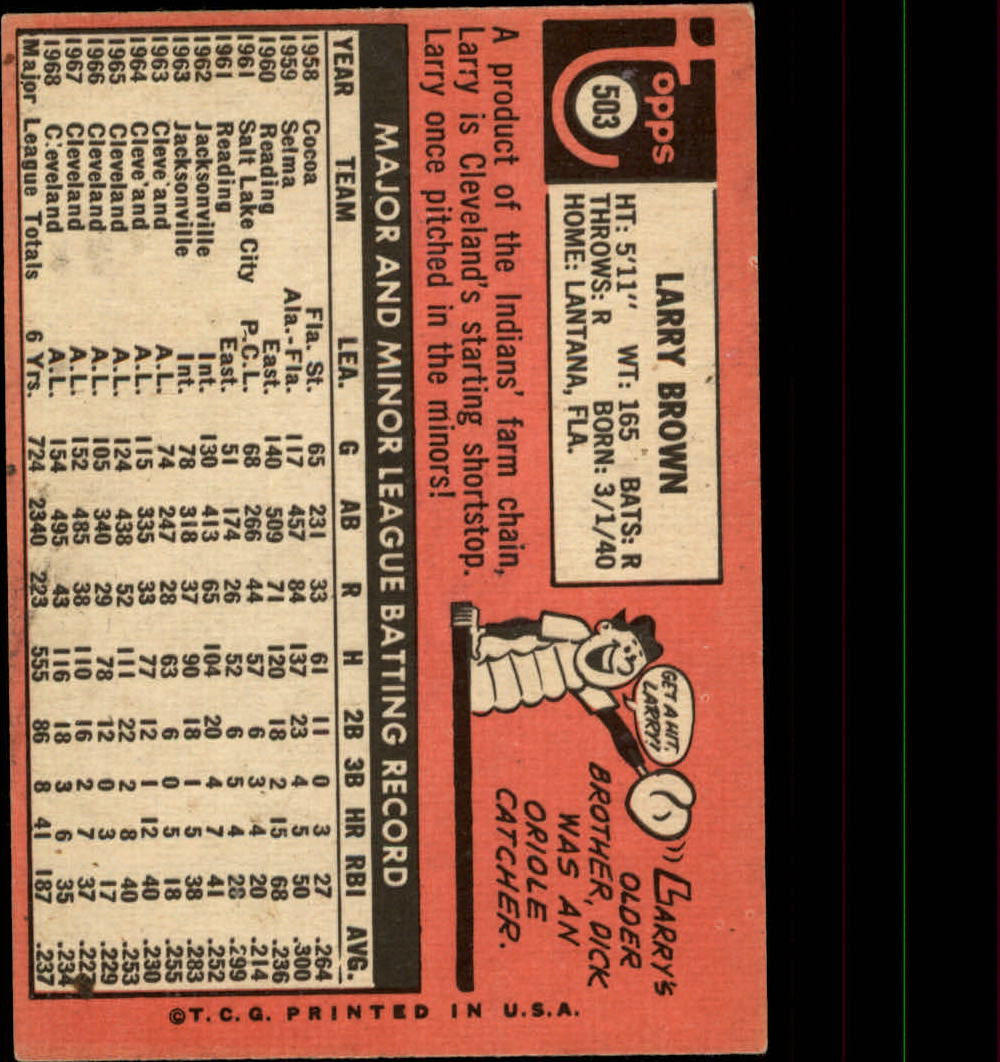 Topps
503
LARRY BROWN
HT: 5'11" WT: 165 BATS: R
THROWS: R BORN: 3/1/40
HOME: LANTANA, FLA.
A product of the Indians' farm chain,
Larry is Cleveland's starting shortstop.
Larry once pitched in the minors!
GET A HIT,
LARRY!
LARRY'S
OLDER
BROTHER, DICK
WAS AN
ORIOLE
CATCHER.
MAJOR AND MINOR LEAGUE BATTING RECORD
YEAR TEAM LEA. G AB R H 2B 3B HR RBI AVG.
1958 Cocoa Fla. St. 65 231 33 61 11 0 3 27 .264
1959 Selma Ala.-Fla. 117 457 84 137 23 4 5 50 .300
1960 Reading East. 140 509 71 120 18 2 15 68 .236
1961 Salt Lake City P.C.L. 68 266 44 57 6 3 4 20 .214
1961 Reading East. 51 174 26 52 6 5 4 28 .299
1962 Jacksonville Int. 130 413 65 104 20 4 7 41 .252
1963 Jacksonville Int. 78 318 37 90 18 1 5 38 .283
1963 Cleve'and A.L. 74 247 28 63 6 0 5 18 .255
1964 Cleve'and A.L. 115 335 33 77 12 1 12 40 .230
1965 Cleveland A.L. 124 438 52 111 22 2 8 40 .253
1966 Cleveland A.L. 105 340 29 78 12 0 3 17 .229
1967 Cleveland A.L. 152 485 38 110 16 2 7 37 .227
1968 C'eveland A.L. 154 495 43 116 18 3 6 35 .234
Major League Totals 6 Yrs. 724 2340 223 555 86 8 41 187 .237
©T.C.G. PRINTED IN U.S.A.